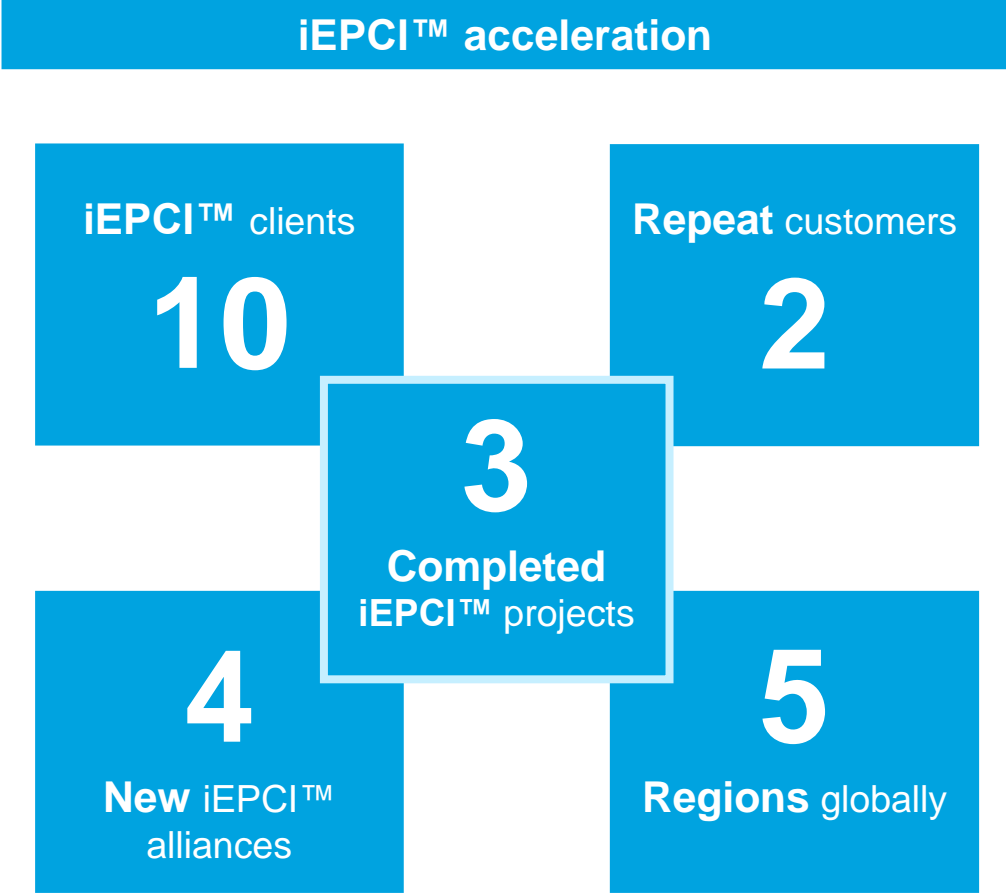 iEPCI™ acceleration
iEPCI™ clients
10
Repeat customers
2
3
Completed
iEPCI™ projects
4
New iEPCI™
alliances
5
Regions globally